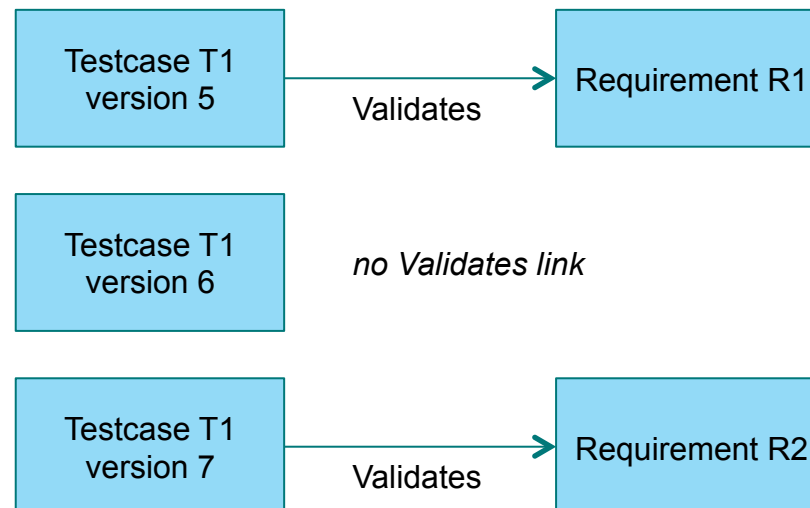 Testcase T1
version 5
Validates
Requirement R1
Testcase T1
version 6
no Validates link
Testcase T1
version 7
Validates
Requirement R2